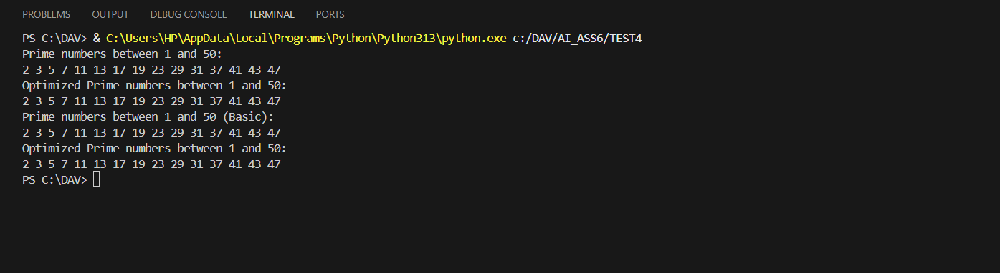 PROBLEMS OUTPUT DEBUG CONSOLE TERMINAL PORTS
PS C:\DAV> & C:\Users\HP\AppData\Local\Programs\Python\Python313\python.exe c:/DAV/AI_ASS6/TEST4
Prime numbers between 1 and 50:
2 3 5 7 11 13 17 19 23 29 31 37 41 43 47
Optimized Prime numbers between 1 and 50:
2 3 5 7 11 13 17 19 23 29 31 37 41 43 47
Prime numbers between 1 and 50 (Basic):
2 3 5 7 11 13 17 19 23 29 31 37 41 43 47
Optimized Prime numbers between 1 and 50:
2 3 5 7 11 13 17 19 23 29 31 37 41 43 47
PS C:\DAV>